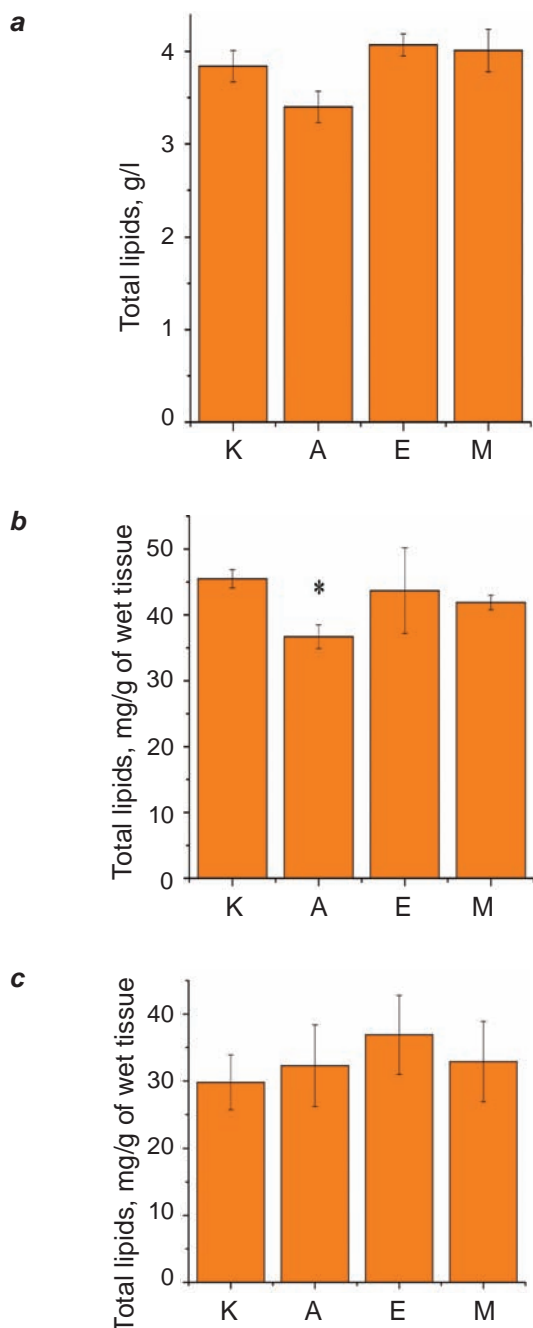 a
Total lipids, g/l
4
3
2
1
0
K A E M
b
Total lipids, mg/g of wet tissue
50
40
30
20
10
0
*
K A E M
c
Total lipids, mg/g of wet tissue
40
30
20
10
0
K A E M